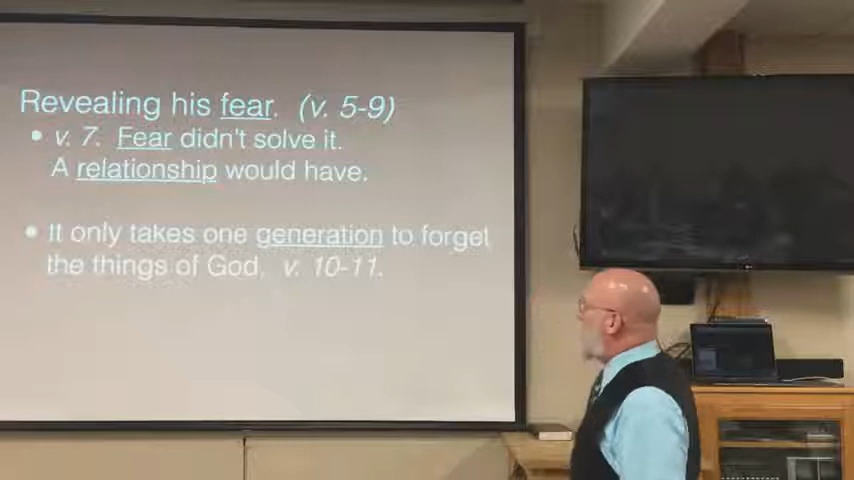 Revealing his fear. (v. 5-9)
• v. 7. Fear didn't solve it.
A relationship would have.
• It only takes one generation to forget
the things of God. v. 10-11.